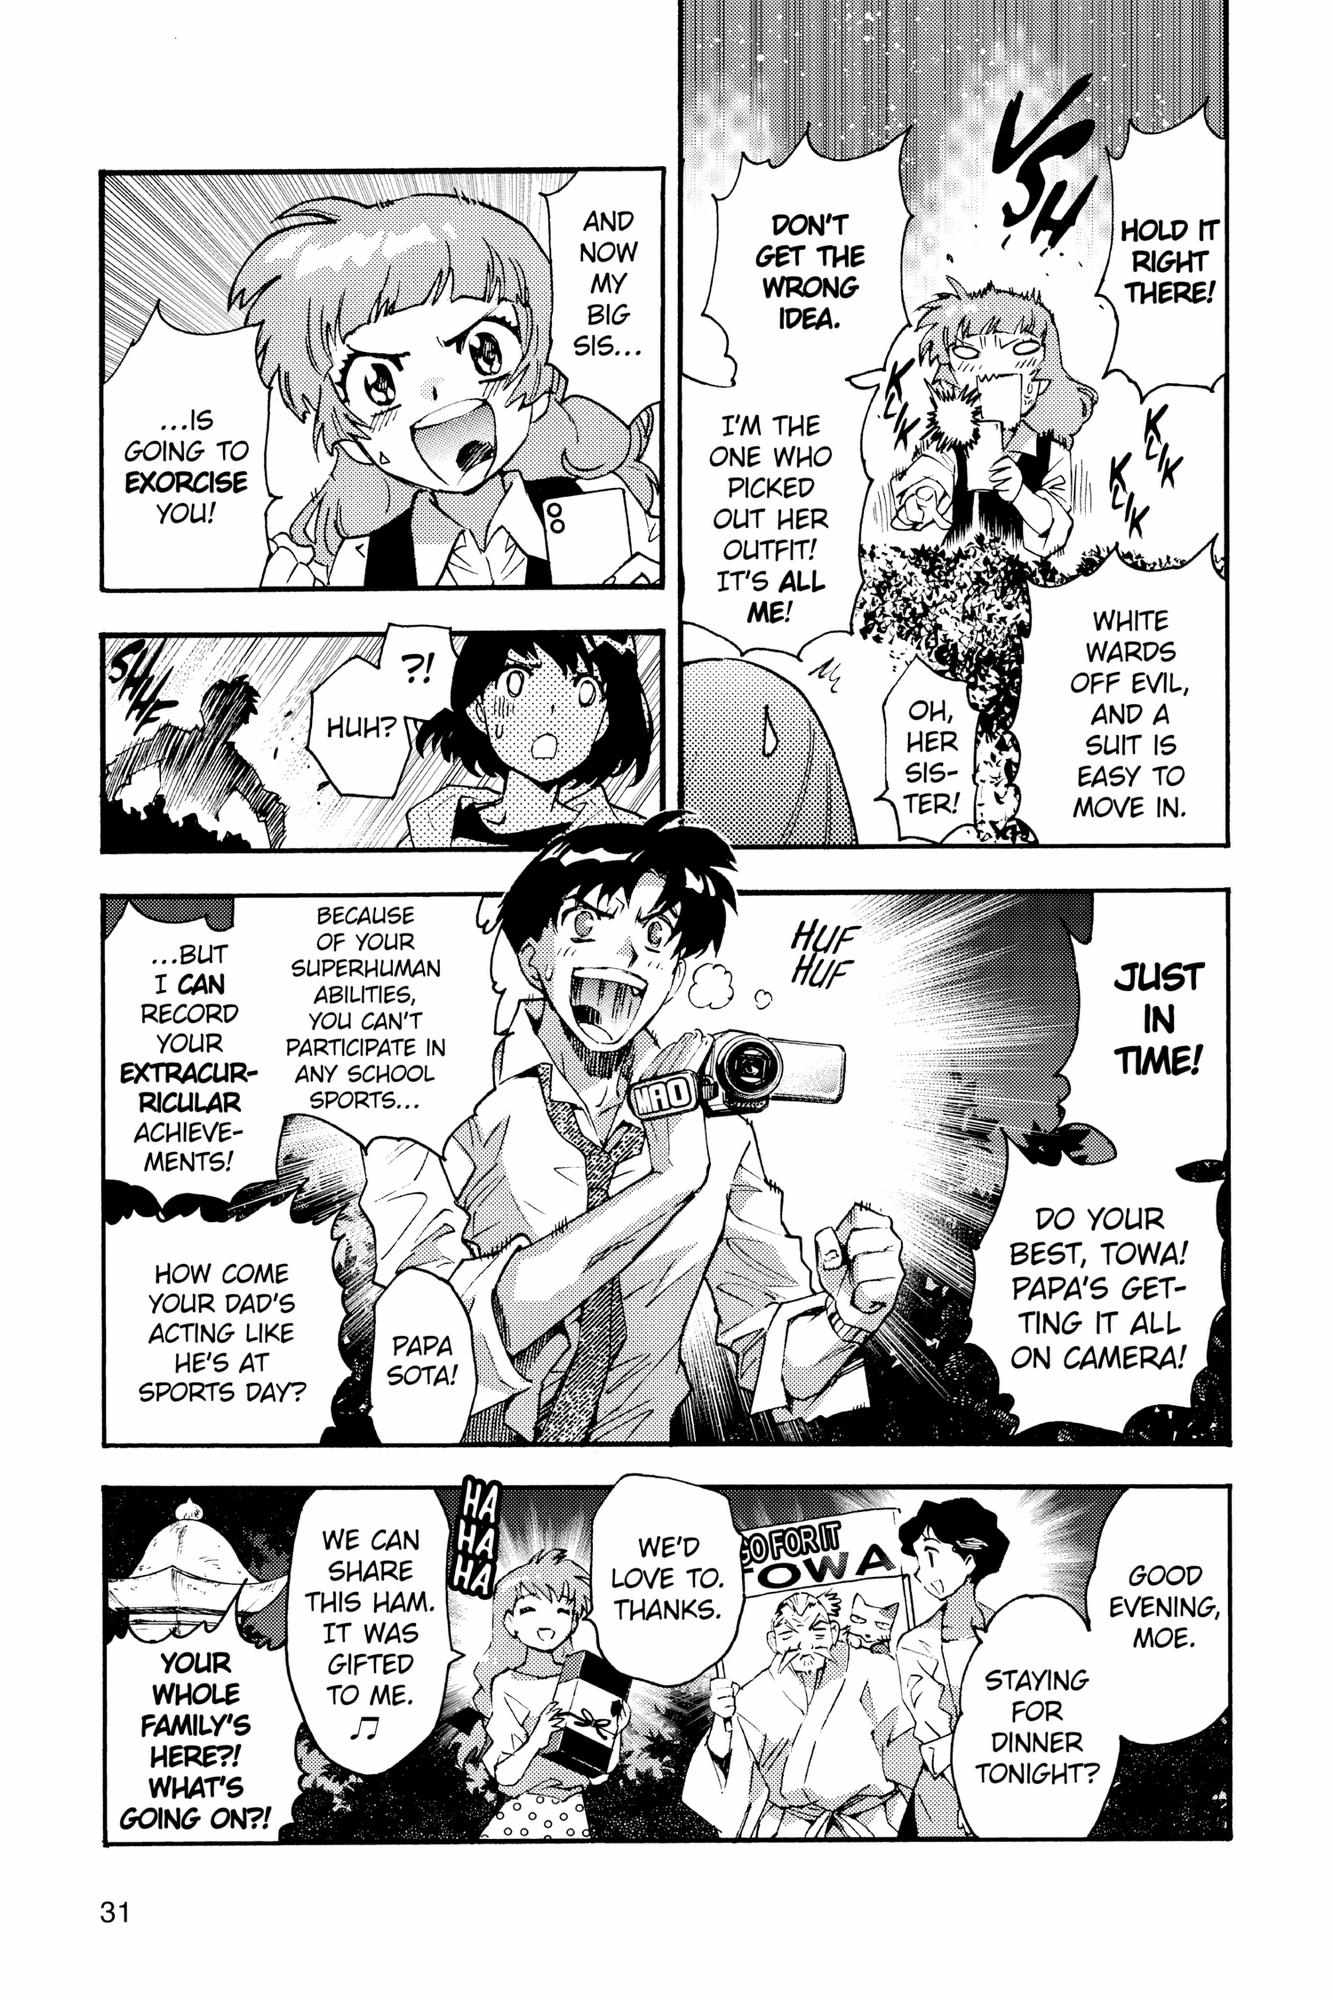 VSH
HOLD IT
RIGHT
THERE!
DON'T
GET THE
WRONG
IDEA.
KLIK
KLIK
KLIK
KLIK
I'M THE
ONE WHO
PICKED
OUT HER
OUTFIT!
IT'S ALL
ME!
WHITE
WARDS
OFF EVIL,
AND A
SUIT IS
EASY TO
MOVE IN.
OH,
HER
SIS-
TER!
AND
NOW
MY
BIG
SIS...
...IS
GOING TO
EXORCISE
YOU!
?!
HUH?
SHFF
JUST
IN
TIME!
HUF
HUF
MAO
DO YOUR
BEST, TOWA!
PAPA'S GET-
TING IT ALL
ON CAMERA!
BECAUSE
OF YOUR
SUPERHUMAN
ABILITIES,
YOU CAN'T
PARTICIPATE IN
ANY SCHOOL
SPORTS...
...BUT
I CAN
RECORD
YOUR
EXTRACUR-
RICULAR
ACHIEVE-
MENTS!
PAPA
SOTA!
HOW COME
YOUR DAD'S
ACTING LIKE
HE'S AT
SPORTS DAY?
GOOD
EVENING,
MOE.
STAYING
FOR
DINNER
TONIGHT?
GO FOR IT
TOWA
WE'D
LOVE TO.
THANKS.
HA
HA
HA
WE CAN
SHARE
THIS HAM.
IT WAS
GIFTED
TO ME.
♫
YOUR
WHOLE
FAMILY'S
HERE?!
WHAT'S
GOING ON?!
31